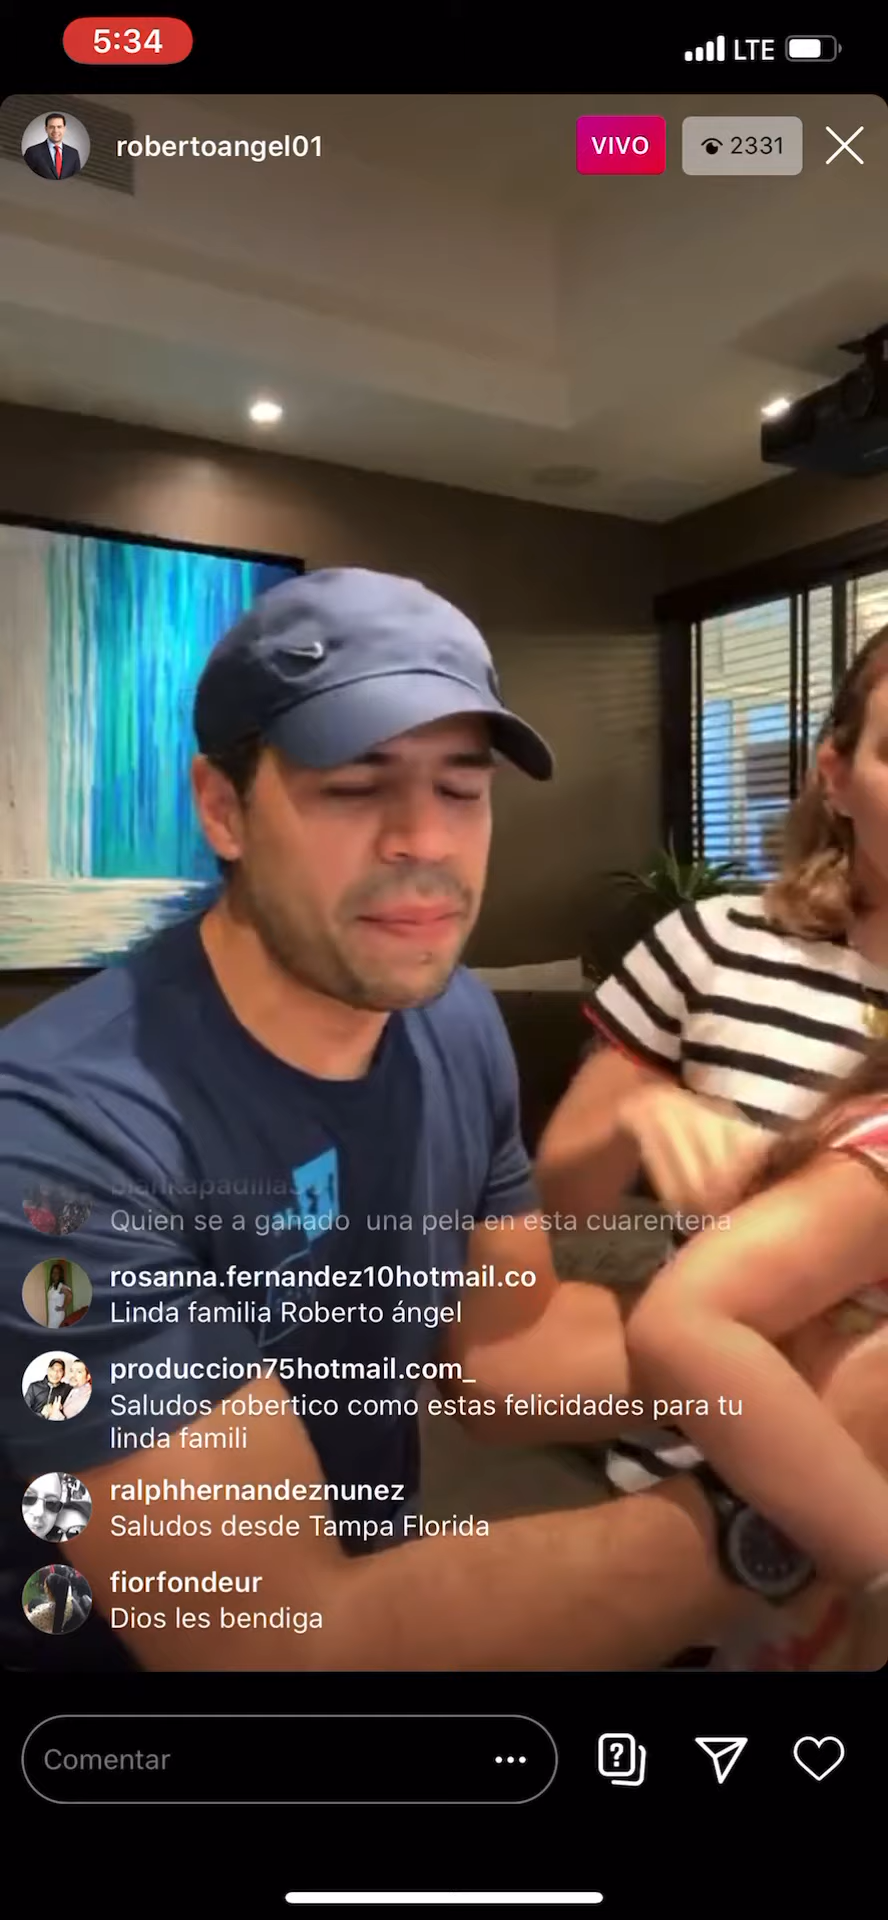 5:34
LTE
robertoangel01
VIVO
2331
Quien se a ganado una pela en esta cuarentena
rosanna.fernandez10hotmail.co
Linda familia Roberto ángel
produccion75hotmail.com_
Saludos robertico como estas felicidades para tu
linda famili
ralphhernandeznunez
Saludos desde Tampa Florida
fiorfondeur
Dios les bendiga
Comentar